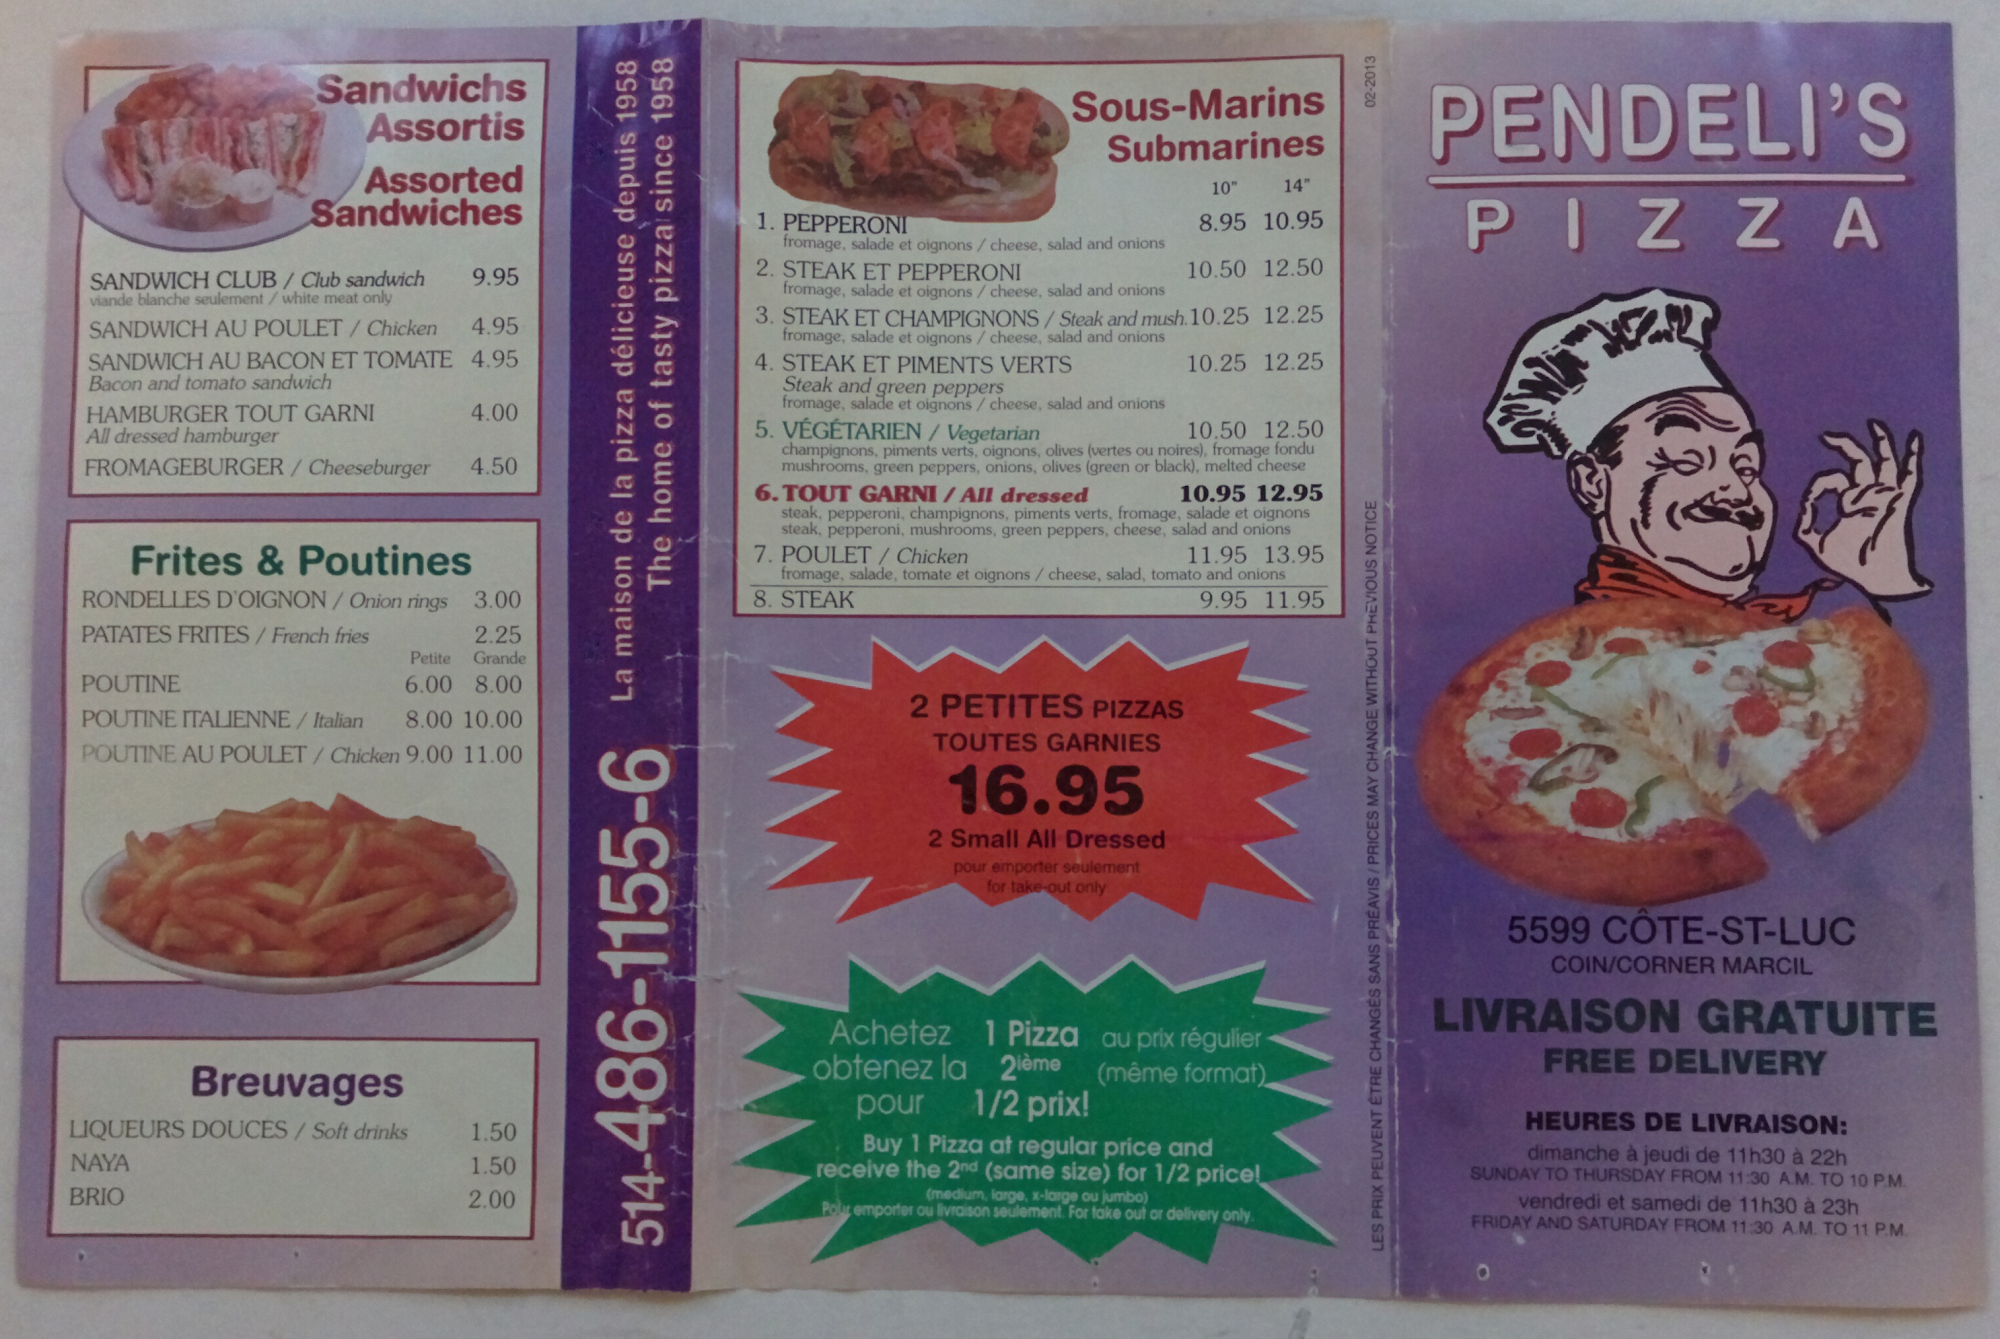 Sandwichs
Assortis
Assorted
Sandwiches
SANDWICH CLUB / Club sandwich 9.95
viande blanche seulement / white meat only
SANDWICH AU POULET / Chicken 4.95
SANDWICH AU BACON ET TOMATE 4.95
Bacon and tomato sandwich
HAMBURGER TOUT GARNI 4.00
All dressed hamburger
FROMAGEBURGER / Cheeseburger 4.50
Frites & Poutines
RONDELLES D'OIGNON / Onion rings 3.00
PATATES FRITES / French fries 2.25
Petite Grande
POUTINE 6.00 8.00
POUTINE ITALIENNE / Italian 8.00 10.00
POUTINE AU POULET / Chicken 9.00 11.00
Breuvages
LIQUEURS DOUCES / Soft drinks 1.50
NAYA 1.50
BRIO 2.00
La maison de la pizza délicieuse depuis 1958
The home of tasty pizza since 1958
514-486-1155-6
Sous-Marins
Submarines
10" 14"
1. PEPPERONI 8.95 10.95
fromage, salade et oignons / cheese, salad and onions
2. STEAK ET PEPPERONI 10.50 12.50
fromage, salade et oignons / cheese, salad and onions
3. STEAK ET CHAMPIGNONS / Steak and mush. 10.25 12.25
fromage, salade et oignons / cheese, salad and onions
4. STEAK ET PIMENTS VERTS 10.25 12.25
Steak and green peppers
fromage, salade et oignons / cheese, salad and onions
5. VÉGÉTARIEN / Vegetarian 10.50 12.50
champignons, piments verts, oignons, olives (vertes ou noires), fromage fondu
mushrooms, green peppers, onions, olives (green or black), melted cheese
6. TOUT GARNI / All dressed 10.95 12.95
steak, pepperoni, champignons, piments verts, fromage, salade et oignons
steak, pepperoni, mushrooms, green peppers, cheese, salad and onions
7. POULET / Chicken 11.95 13.95
fromage, salade, tomate et oignons / cheese, salad, tomato and onions
8. STEAK 9.95 11.95
2 PETITES PIZZAS
TOUTES GARNIES
16.95
2 Small All Dressed
pour emporter seulement
for take-out only
Achetez 1 Pizza au prix régulier
obtenez la 2ième (même format)
pour 1/2 prix!
Buy 1 Pizza at regular price and
receive the 2nd (same size) for 1/2 price!
(medium, large, x-large ou jumbo)
Pour emporter ou livraison seulement. For take out or delivery only.
02-2013
LES PRIX PEUVENT ÊTRE CHANGÉS SANS PRÉAVIS / PRICES MAY CHANGE WITHOUT PREVIOUS NOTICE
PENDELI'S
PIZZA
5599 CÔTE-ST-LUC
COIN/CORNER MARCIL
LIVRAISON GRATUITE
FREE DELIVERY
HEURES DE LIVRAISON:
dimanche à jeudi de 11h30 à 22h
SUNDAY TO THURSDAY FROM 11:30 A.M. TO 10 P.M.
vendredi et samedi de 11h30 à 23h
FRIDAY AND SATURDAY FROM 11:30 A.M. TO 11 P.M.